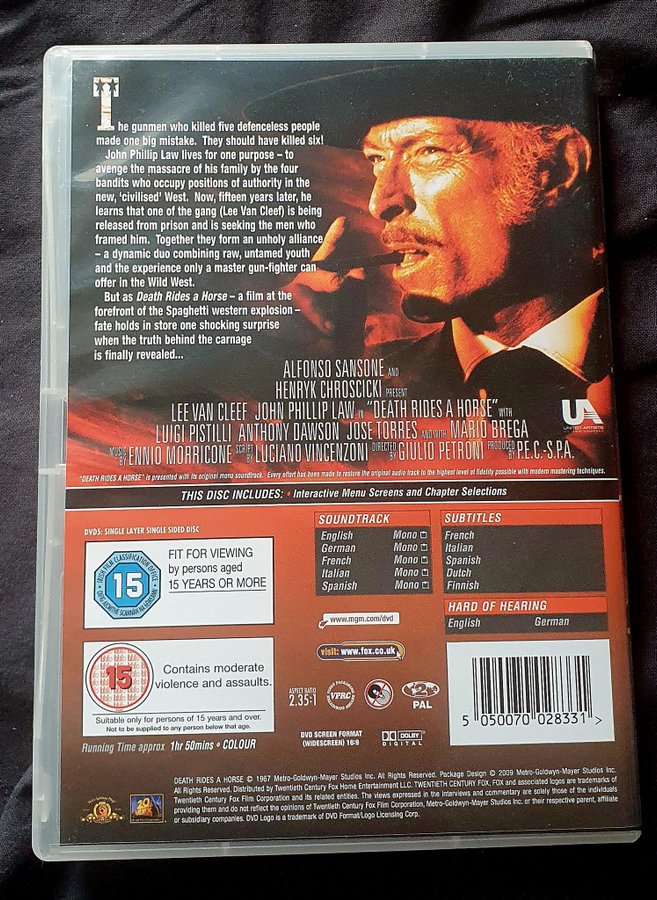 The gunmen who killed five defenceless people
made one big mistake. They should have killed six!
John Phillip Law lives for one purpose – to
avenge the massacre of his family by the four
bandits who occupy positions of authority in the
new, ‘civilised’ West. Now, fifteen years later, he
learns that one of the gang (Lee Van Cleef) is being
released from prison and is seeking the men who
framed him. Together they form an unholy alliance
– a dynamic duo combining raw, untamed youth
and the experience only a master gun-fighter can
offer in the Wild West.
But as Death Rides a Horse – a film at the
forefront of the Spaghetti western explosion –
fate holds in store one shocking surprise
when the truth behind the carnage
is finally revealed...
ALFONSO SANSONE AND
HENRYK CHROSCICKI PRESENT
LEE VAN CLEEF JOHN PHILLIP LAW IN "DEATH RIDES A HORSE" WITH
LUIGI PISTILLI ANTHONY DAWSON JOSE TORRES AND WITH MARIO BREGA
MUSIC BY ENNIO MORRICONE SCRIPT BY LUCIANO VINCENZONI DIRECTED BY GIULIO PETRONI PRODUCED BY P.E.C.-S.P.A.
UA
UNITED ARTISTS
"DEATH RIDES A HORSE" is presented with its original mono soundtrack. Every effort has been made to restore the original audio track to the highest level of fidelity possible with modern mastering techniques.
THIS DISC INCLUDES: • Interactive Menu Screens and Chapter Selections
DVD5: SINGLE LAYER SINGLE SIDED DISC
15
FIT FOR VIEWING
by persons aged
15 YEARS OR MORE
15
Contains moderate
violence and assaults.
Suitable only for persons of 15 years and over.
Not to be supplied to any person below that age.
Running Time approx 1hr 50mins • COLOUR
SOUNDTRACK
English Mono
German Mono
French Mono
Italian Mono
Spanish Mono
SUBTITLES
French
Italian
Spanish
Dutch
Finnish
HARD OF HEARING
English German
www.mgm.com/dvd
visit: www.fox.co.uk
ASPECT RATIO
2.35:1
VPRC
2
PAL
DVD SCREEN FORMAT
(WIDESCREEN) 16:9
DOLBY
DIGITAL
5 050070 028331 >
DEATH RIDES A HORSE © 1967 Metro-Goldwyn-Mayer Studios Inc. All Rights Reserved. Package Design © 2009 Metro-Goldwyn-Mayer Studios Inc.
All Rights Reserved. Distributed by Twentieth Century Fox Home Entertainment LLC. TWENTIETH CENTURY FOX, FOX and associated logos are trademarks of
Twentieth Century Fox Film Corporation and its related entities. The views expressed in the interviews and commentary are solely those of the individuals
providing them and do not reflect the opinions of Twentieth Century Fox Film Corporation, Metro-Goldwyn-Mayer Studios Inc. or their respective parent, affiliate
or subsidiary companies. DVD Logo is a trademark of DVD Format/Logo Licensing Corp.